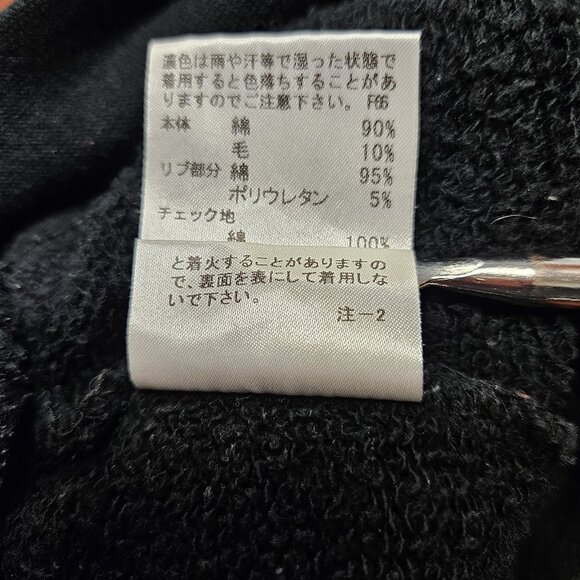 濃色は雨や汗等で湿った状態で
着用すると色落ちすることがあ
りますのでご注意下さい。 F66
本体 綿 90%
毛 10%
リブ部分 綿 95%
ポリウレタン 5%
チェック地
綿 100%
と着火することがありますの
で、裏面を表にして着用しな
いで下さい。
注－2